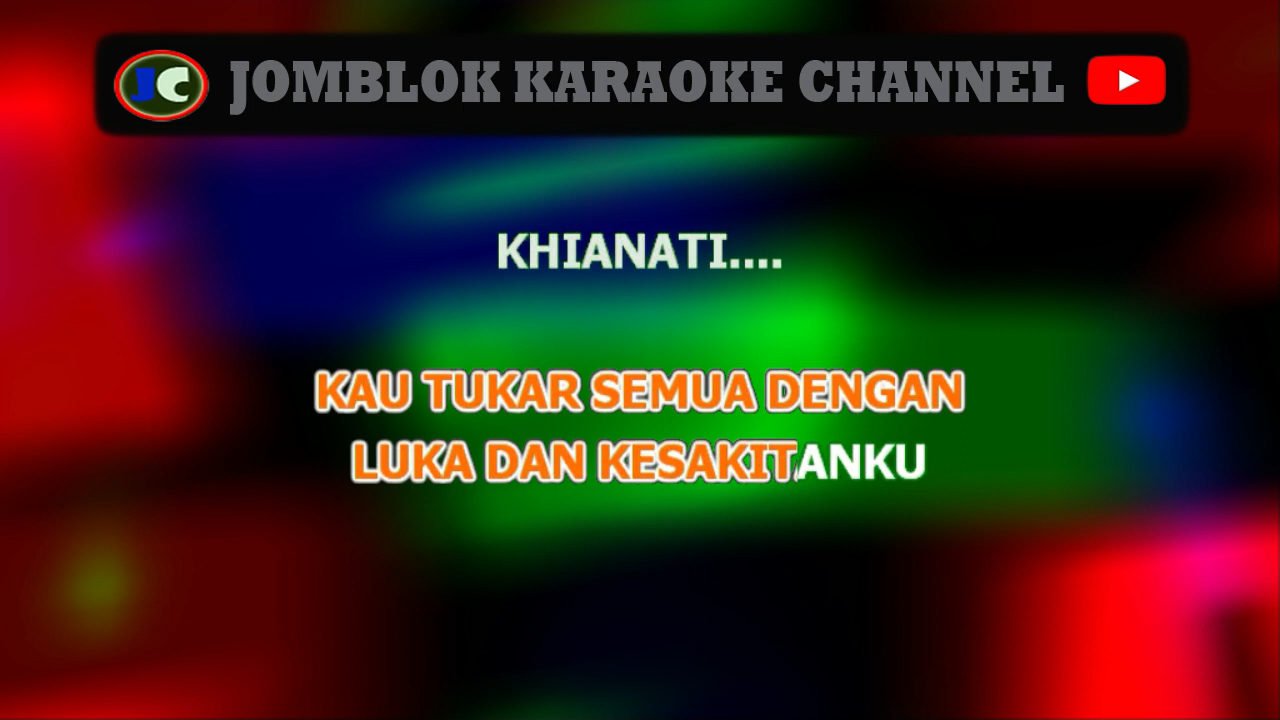 JC JOMBLOK KARAOKE CHANNEL
KHIANATI....
KAU TUKAR SEMUA DENGAN
LUKA DAN KESAKITANKU